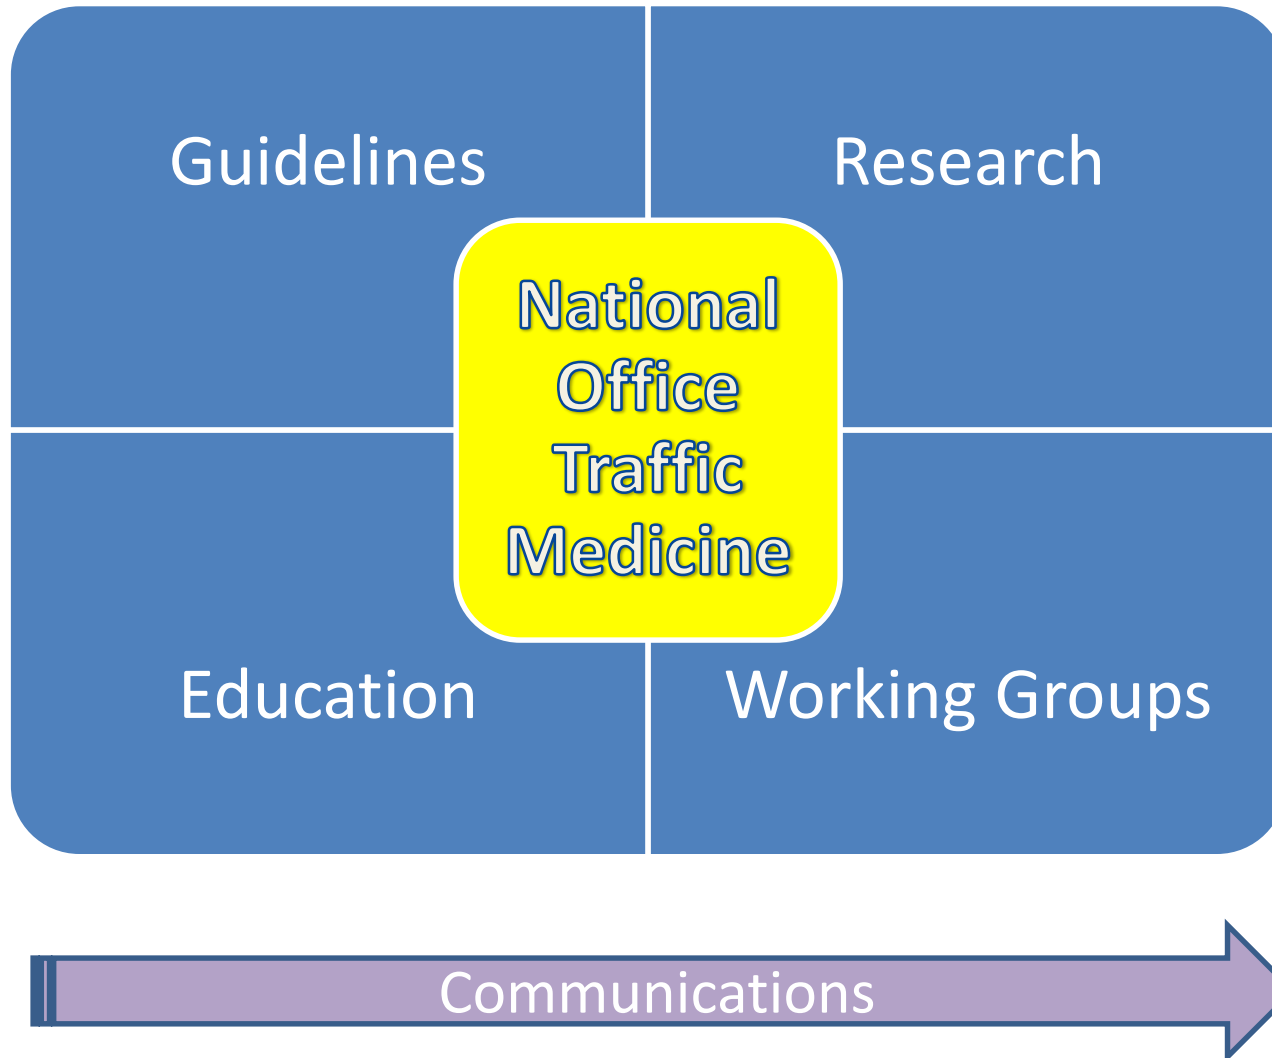 Guidelines
Research
National
Office
Traffic
Medicine
Education
Working Groups
Communications